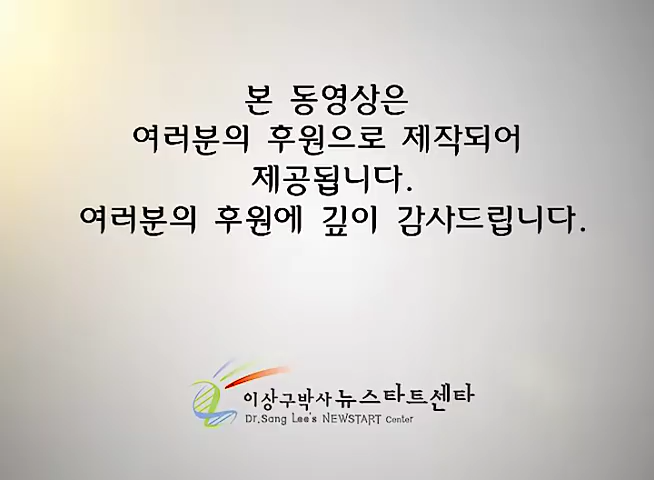 본 동영상은
여러분의 후원으로 제작되어
제공됩니다.
여러분의 후원에 깊이 감사드립니다.
이상구박사 뉴스타트센타
Dr.Sang Lee's NEWSTART Center